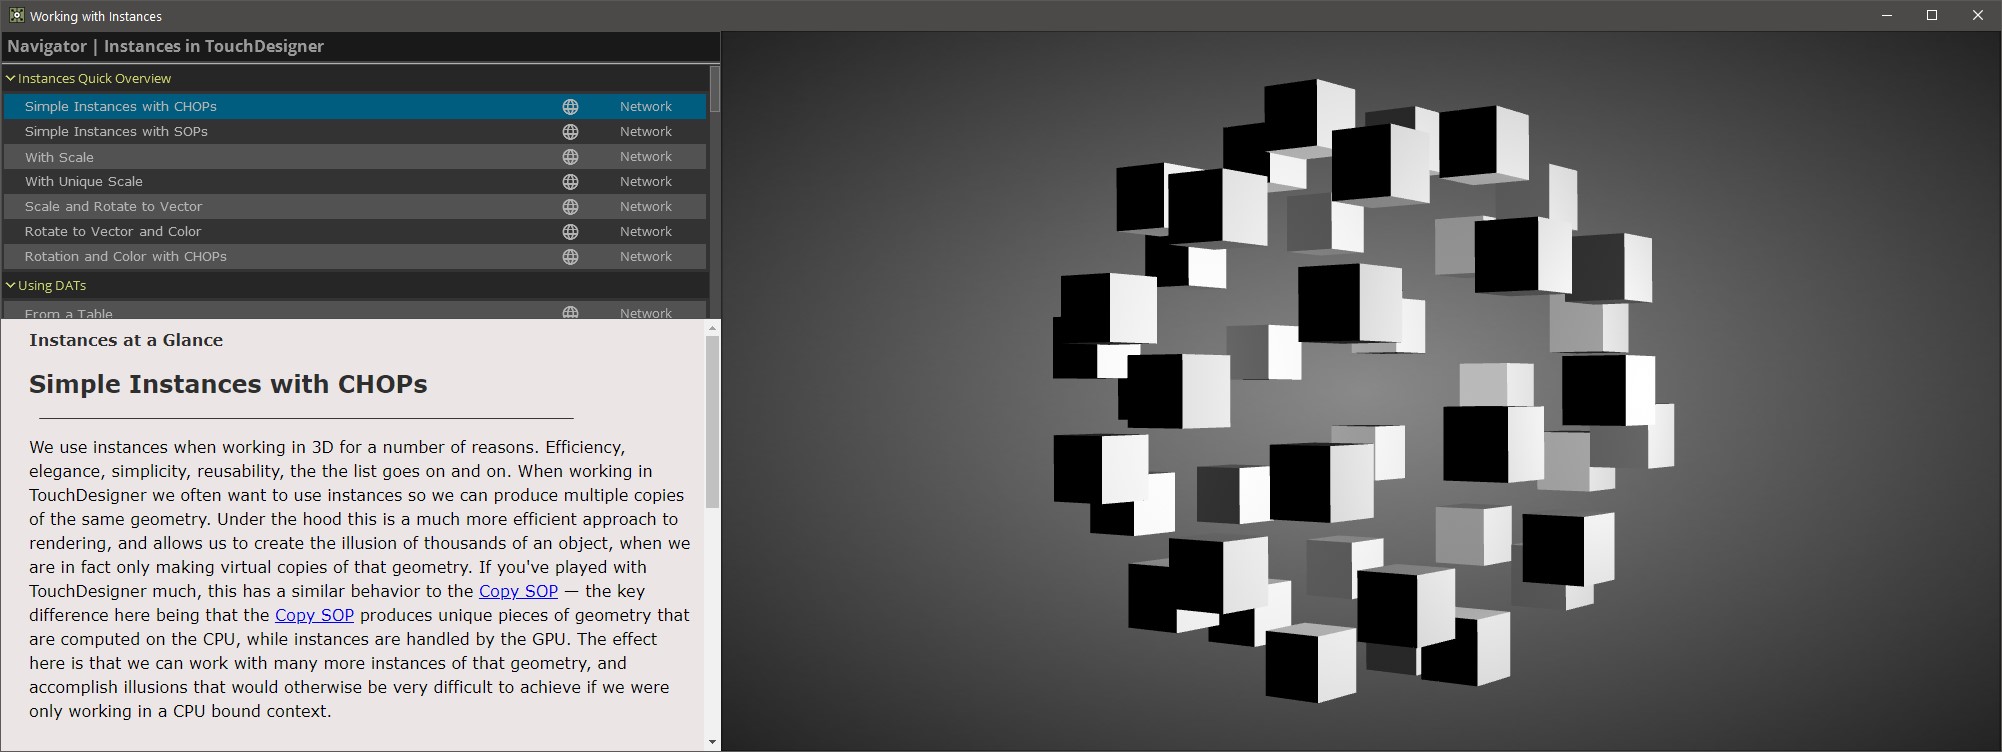 Working with Instances
Navigator | Instances in TouchDesigner
Instances Quick Overview
Simple Instances with CHOPs Network
Simple Instances with SOPs Network
With Scale Network
With Unique Scale Network
Scale and Rotate to Vector Network
Rotate to Vector and Color Network
Rotation and Color with CHOPs Network
Using DATs
From a Table Network
Instances at a Glance
Simple Instances with CHOPs
We use instances when working in 3D for a number of reasons. Efficiency,
elegance, simplicity, reusability, the the list goes on and on. When working in
TouchDesigner we often want to use instances so we can produce multiple copies
of the same geometry. Under the hood this is a much more efficient approach to
rendering, and allows us to create the illusion of thousands of an object, when we
are in fact only making virtual copies of that geometry. If you've played with
TouchDesigner much, this has a similar behavior to the Copy SOP — the key
difference here being that the Copy SOP produces unique pieces of geometry that
are computed on the CPU, while instances are handled by the GPU. The effect
here is that we can work with many more instances of that geometry, and
accomplish illusions that would otherwise be very difficult to achieve if we were
only working in a CPU bound context.